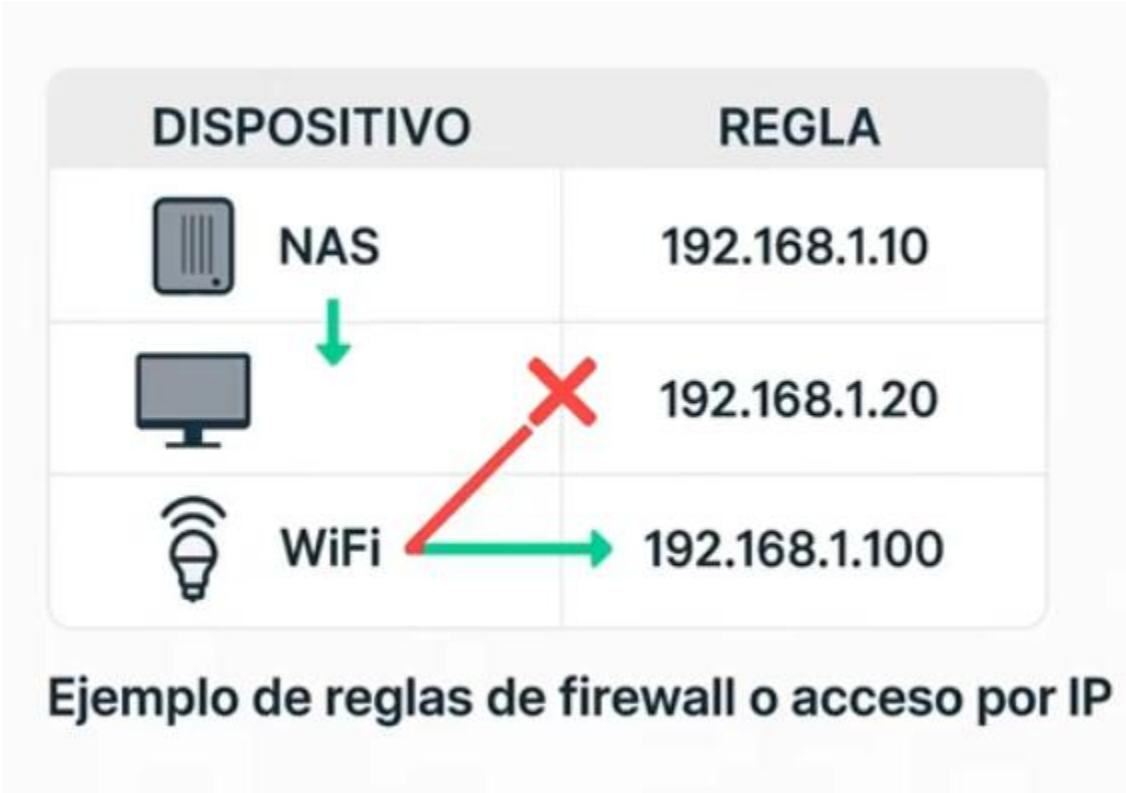 DISPOSITIVO REGLA
NAS 192.168.1.10
192.168.1.20
WiFi 192.168.1.100
Ejemplo de reglas de firewall o acceso por IP